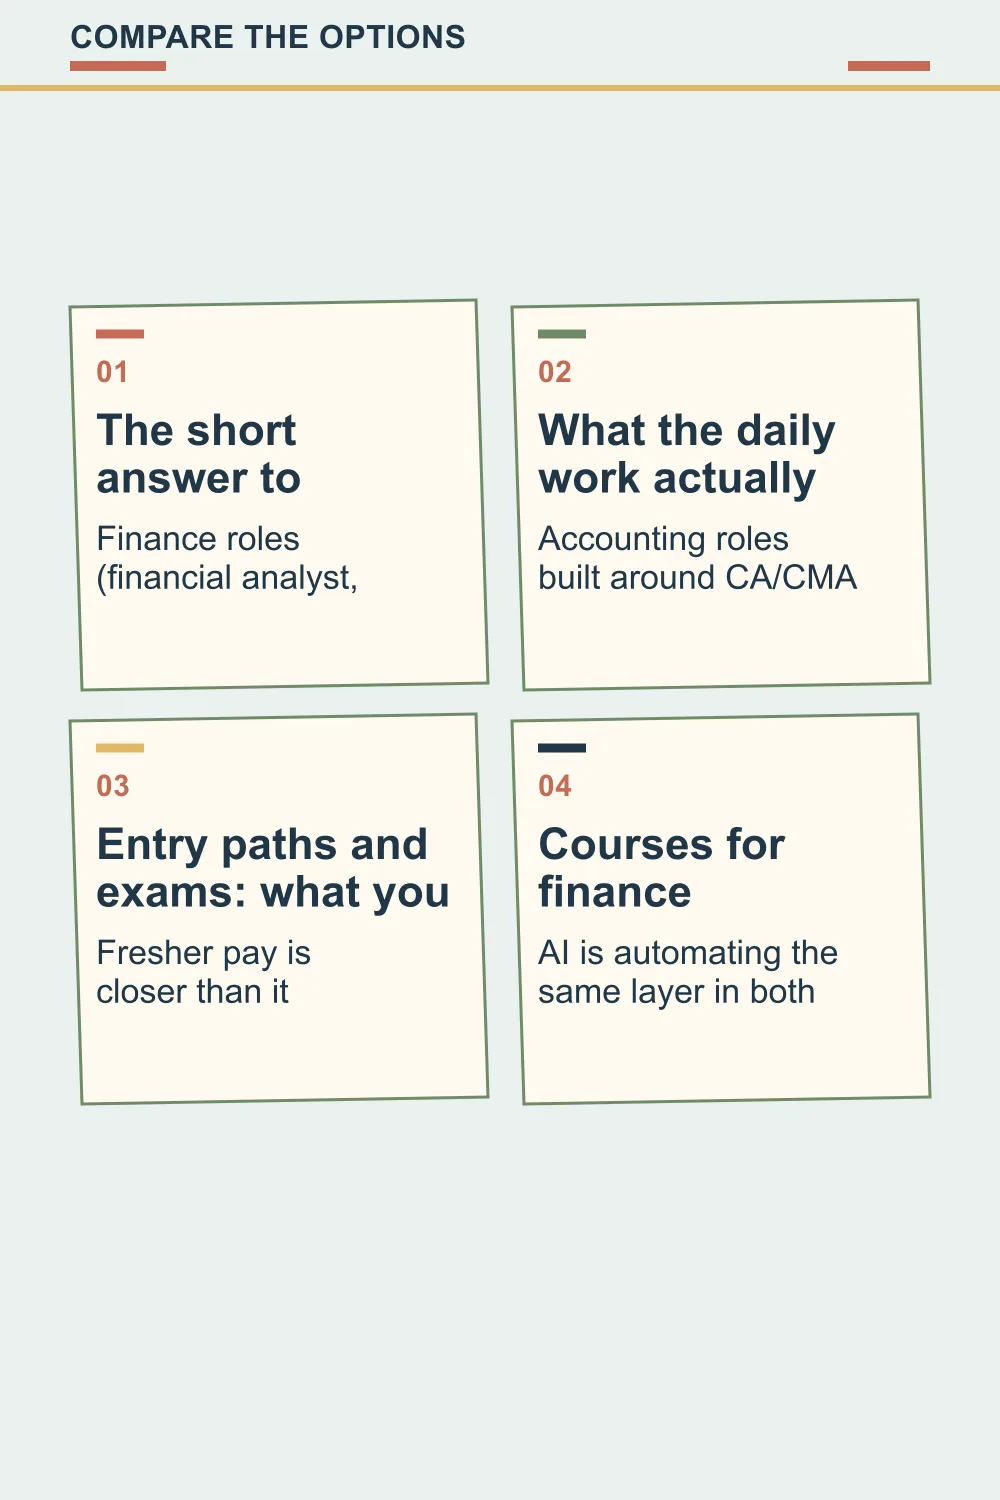 COMPARE THE OPTIONS
01
The short
answer to
Finance roles
(financial analyst,
02
What the daily
work actually
Accounting roles
built around CA/CMA
03
Entry paths and
exams: what you
Fresher pay is
closer than it
04
Courses for
finance
AI is automating the
same layer in both